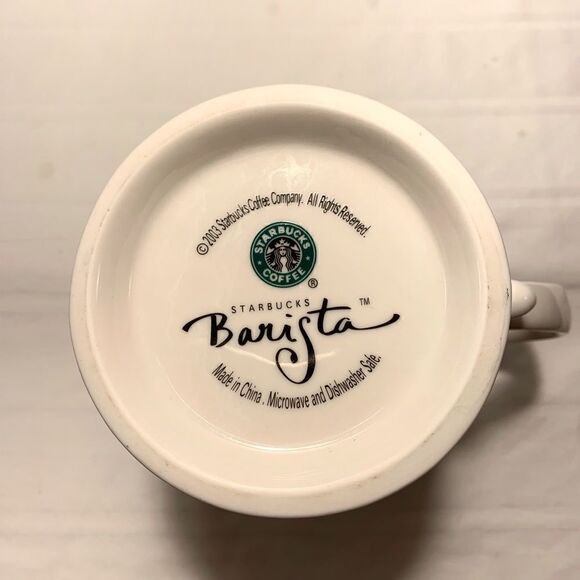 © 2003 Starbucks Coffee Company. All Rights Reserved.
STARBUCKS
COFFEE
®
STARBUCKS
Barista ™
Made in China. Microwave and Dishwasher Safe.